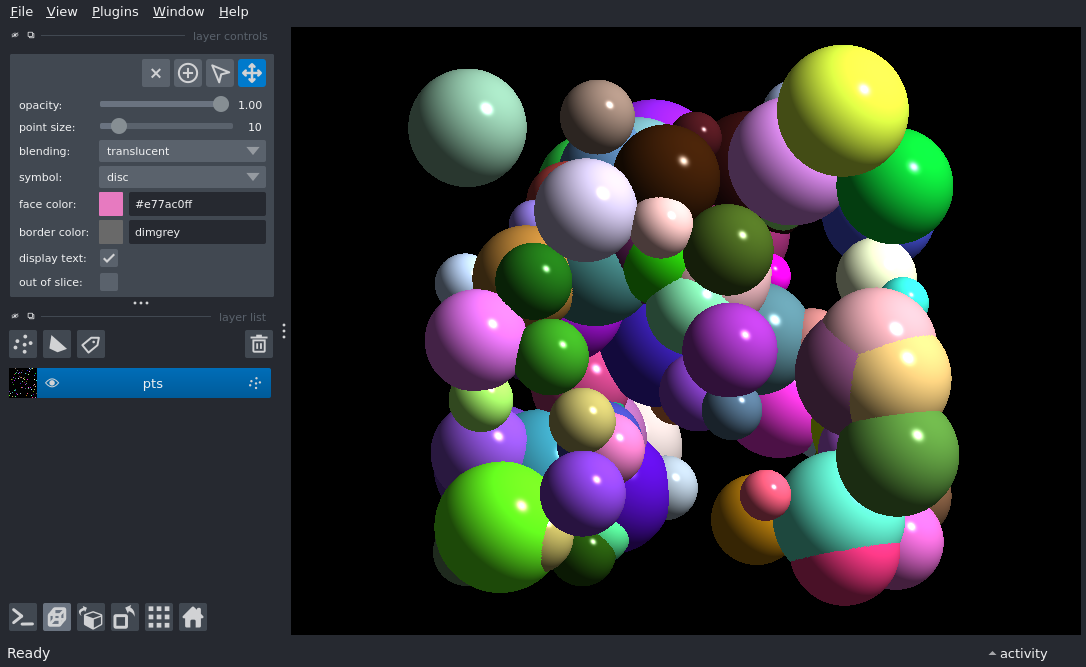 File View Plugins Window Help
layer controls
opacity: 1.00
point size: 10
blending: translucent
symbol: disc
face color: #e77ac0ff
border color: dimgrey
display text:
out of slice:
layer list
pts
Ready
activity